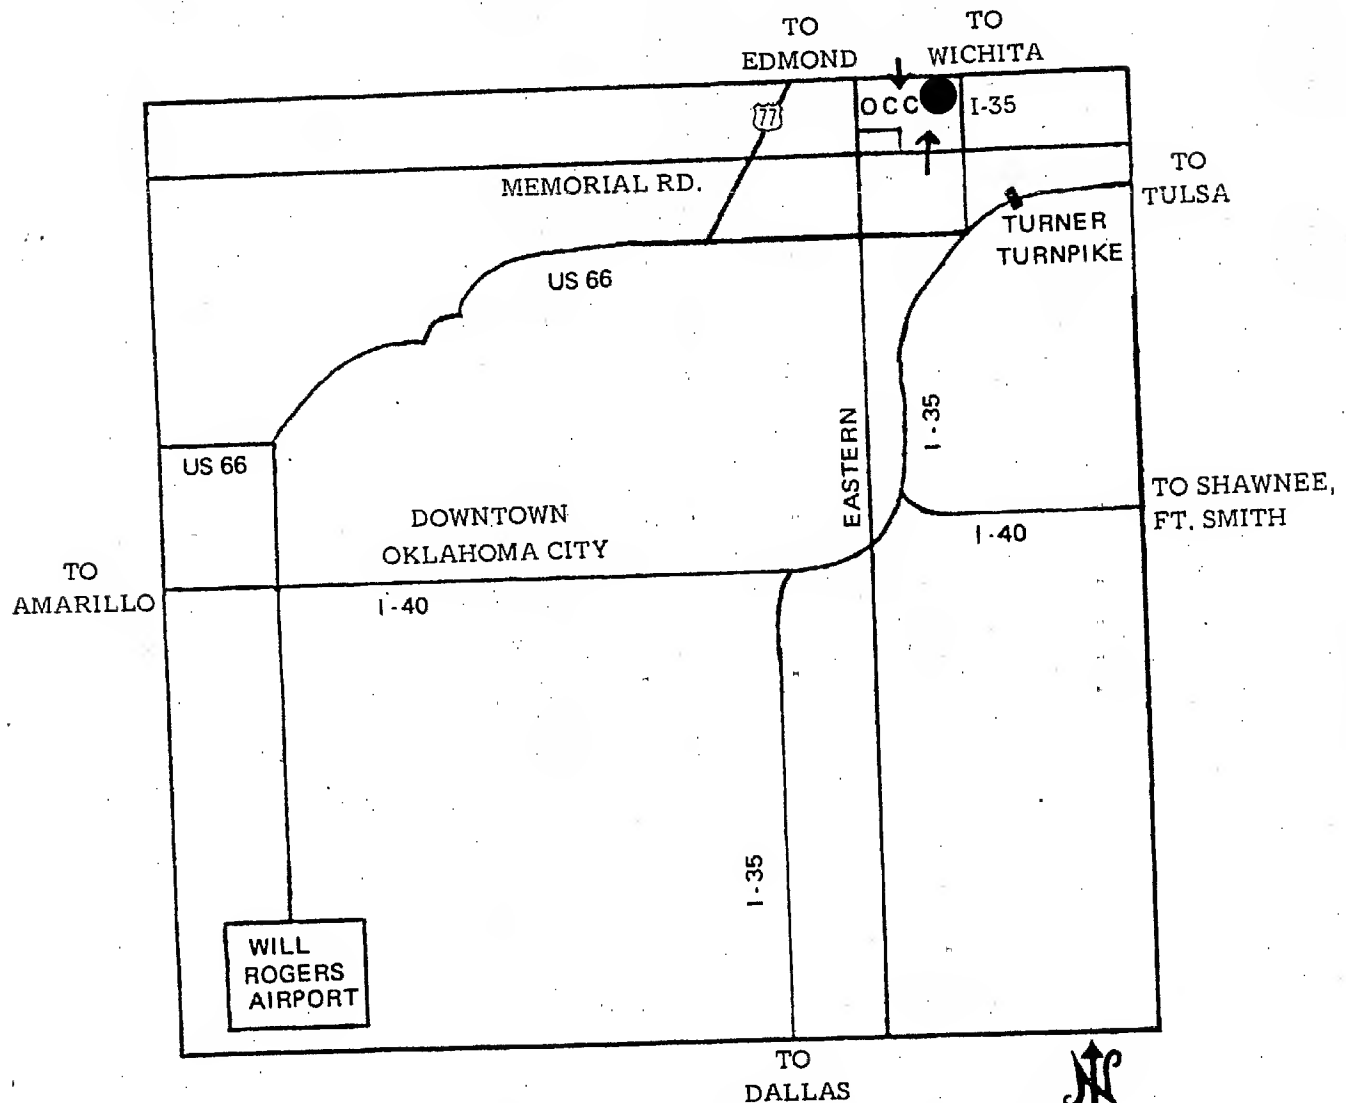 TO
EDMOND
TO
WICHITA
77
OCC
I-35
MEMORIAL RD.
TO
TULSA
TURNER
TURNPIKE
US 66
EASTERN
I-35
US 66
DOWNTOWN
OKLAHOMA CITY
TO SHAWNEE,
FT. SMITH
I-40
TO
AMARILLO
I-40
I-35
WILL
ROGERS
AIRPORT
TO
DALLAS
N